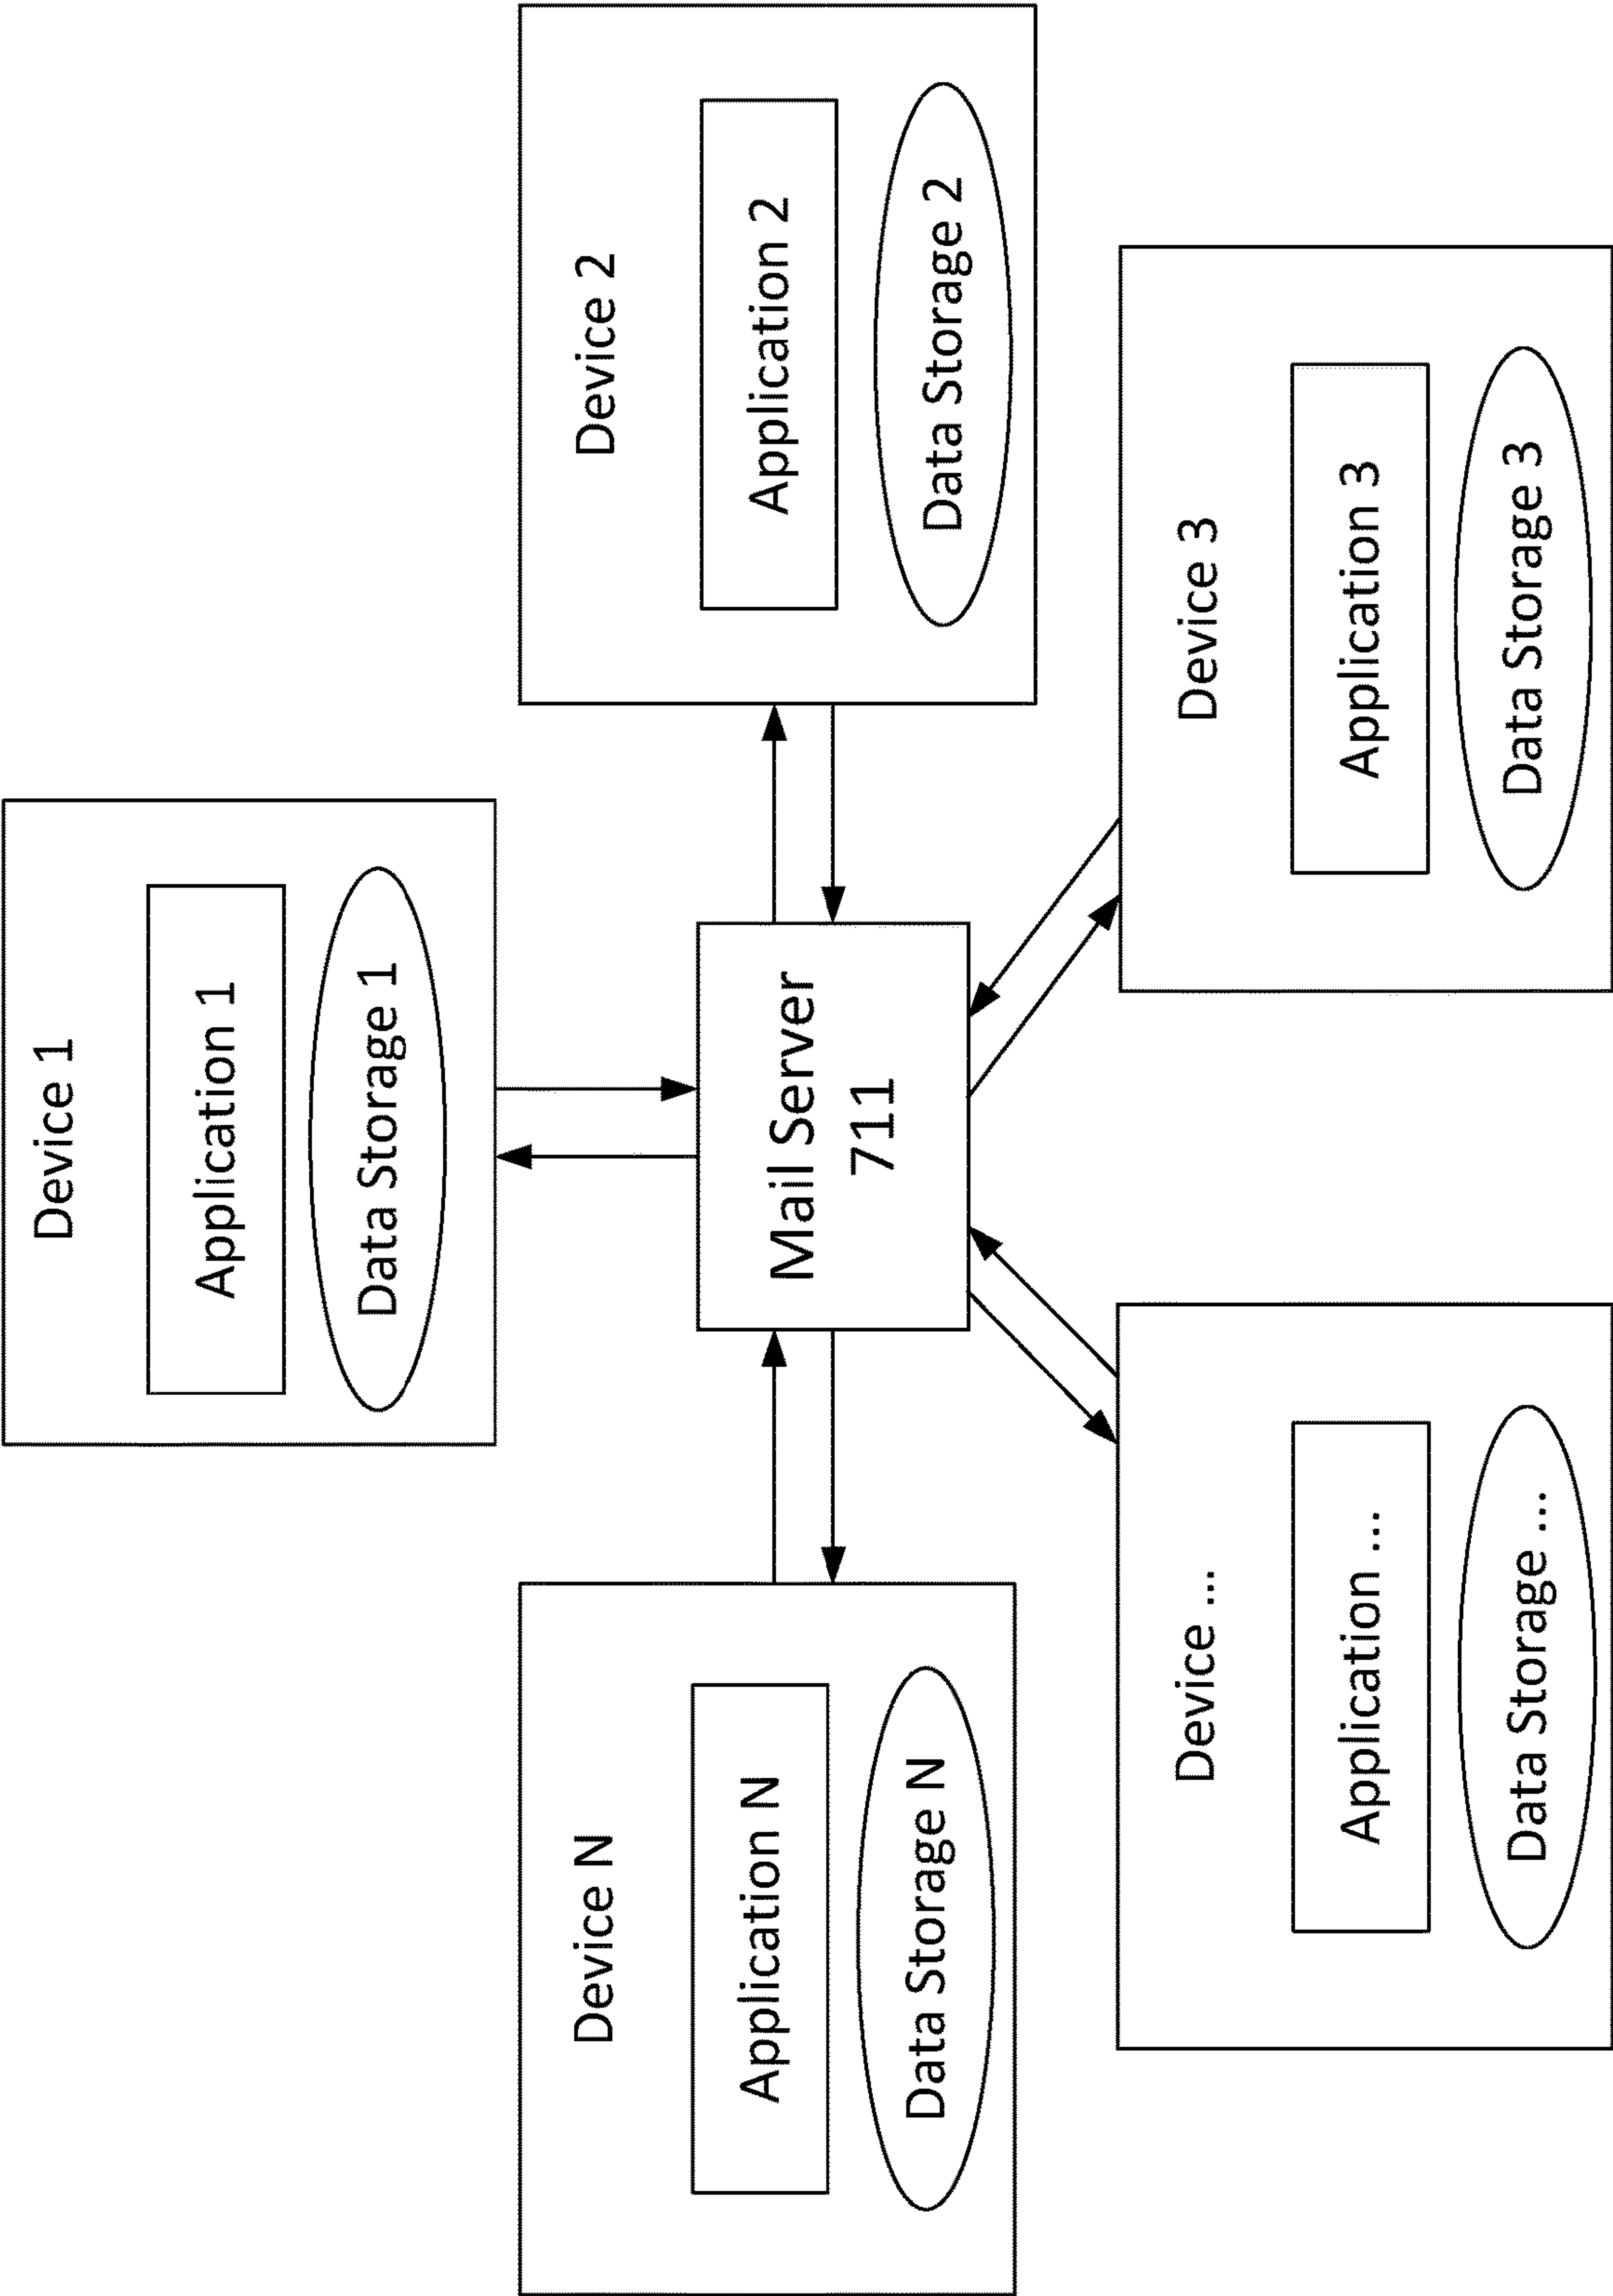 Device 1
Application 1
Data Storage 1
Device N
Application N
Data Storage N
Mail Server
711
Device 2
Application 2
Data Storage 2
Device ...
Application ...
Data Storage ...
Device 3
Application 3
Data Storage 3